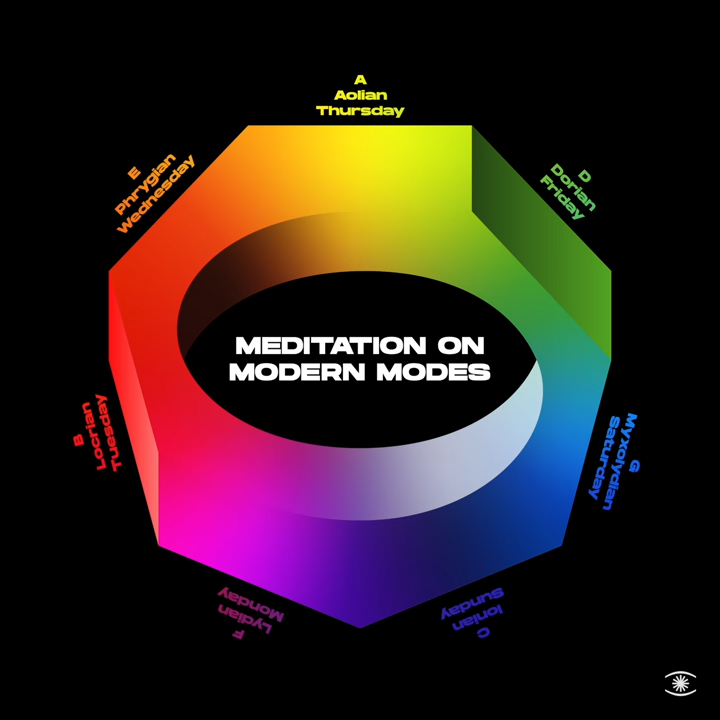 A
Aolian
Thursday
D
Dorian
Friday
E
Phrygian
Wednesday
MEDITATION ON
MODERN MODES
B
Locrian
Tuesday
G
Myxolydian
Saturday
F
Lydian
Monday
C
Ionian
Sunday